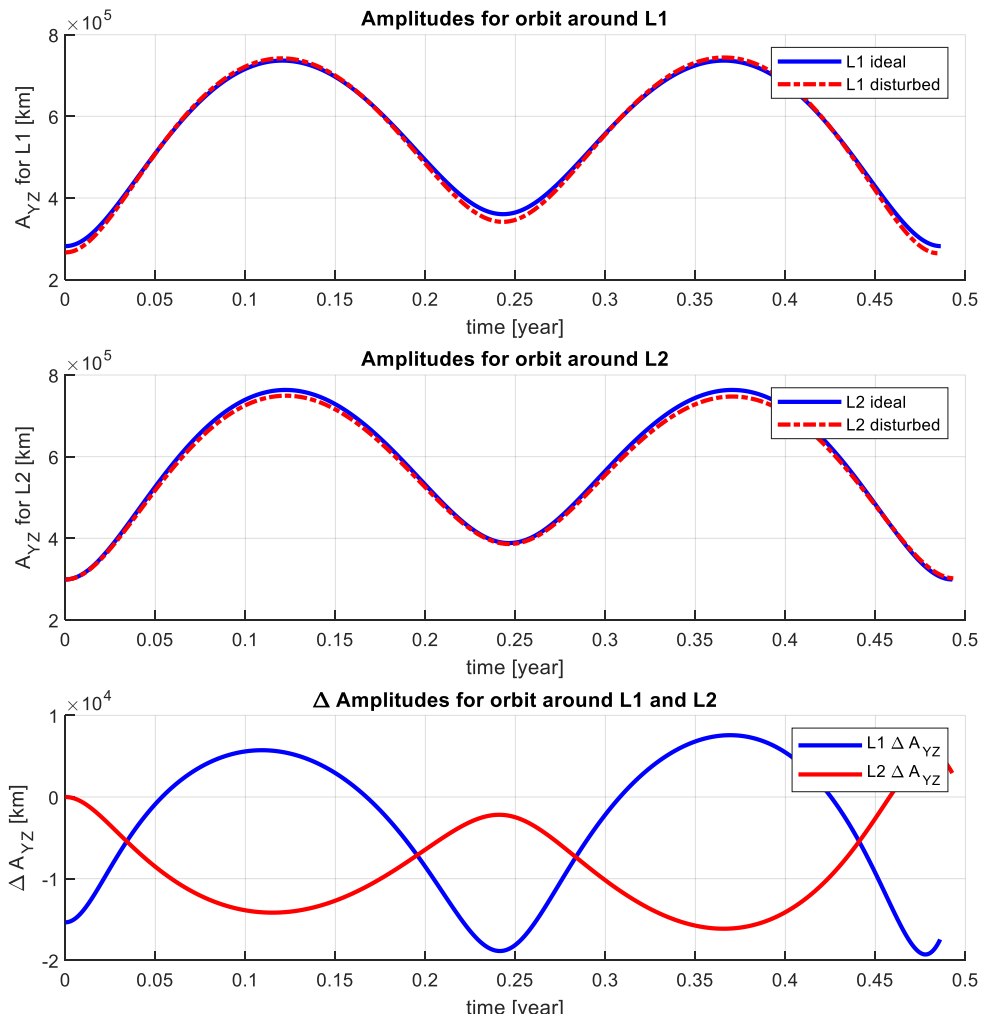 Amplitudes for orbit around L1
×10^5
8
6
4
2
A_YZ for L1 [km]
L1 ideal
L1 disturbed
0 0.05 0.1 0.15 0.2 0.25 0.3 0.35 0.4 0.45 0.5
time [year]
Amplitudes for orbit around L2
×10^5
8
6
4
2
A_YZ for L2 [km]
L2 ideal
L2 disturbed
0 0.05 0.1 0.15 0.2 0.25 0.3 0.35 0.4 0.45 0.5
time [year]
Δ Amplitudes for orbit around L1 and L2
×10^4
1
0
-1
-2
Δ A_YZ [km]
L1 Δ A_YZ
L2 Δ A_YZ
0 0.05 0.1 0.15 0.2 0.25 0.3 0.35 0.4 0.45 0.5
time [year]